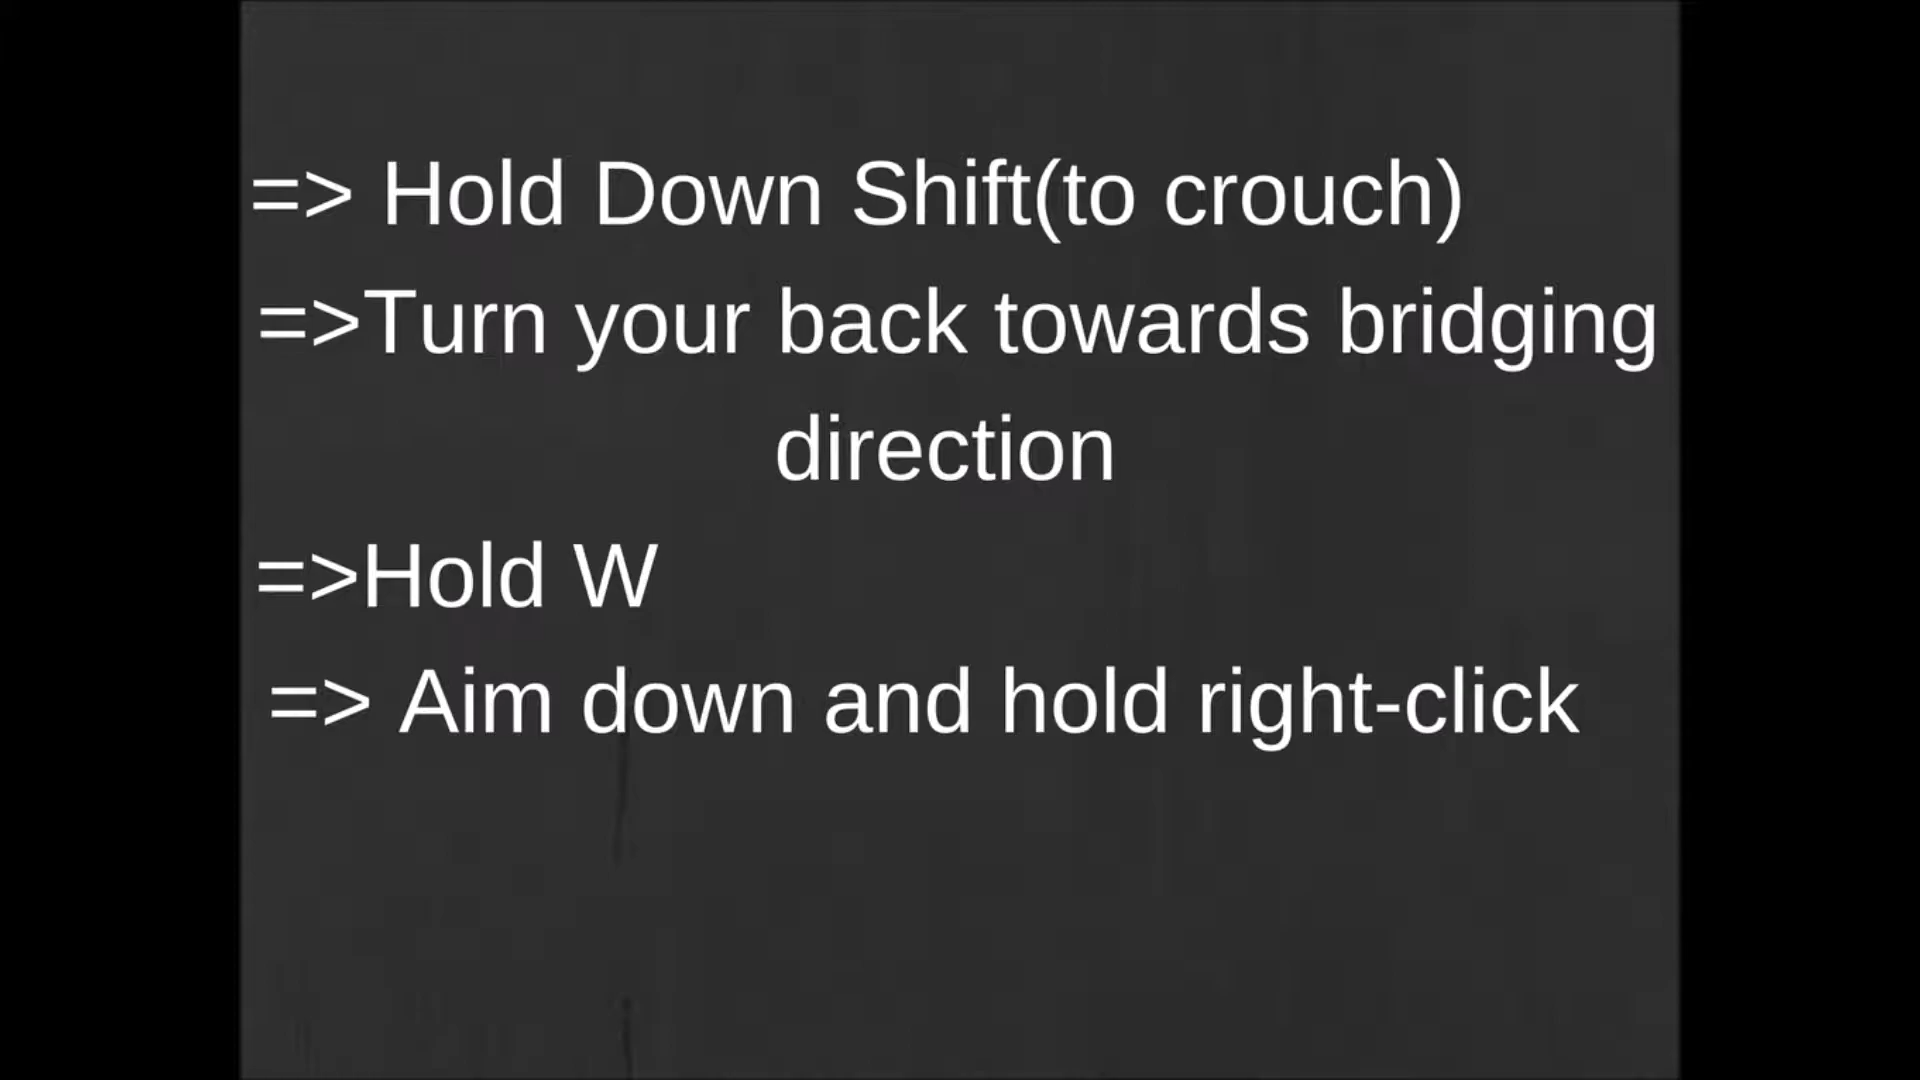 => Hold Down Shift(to crouch)
=>Turn your back towards bridging
direction
=>Hold W
=> Aim down and hold right-click